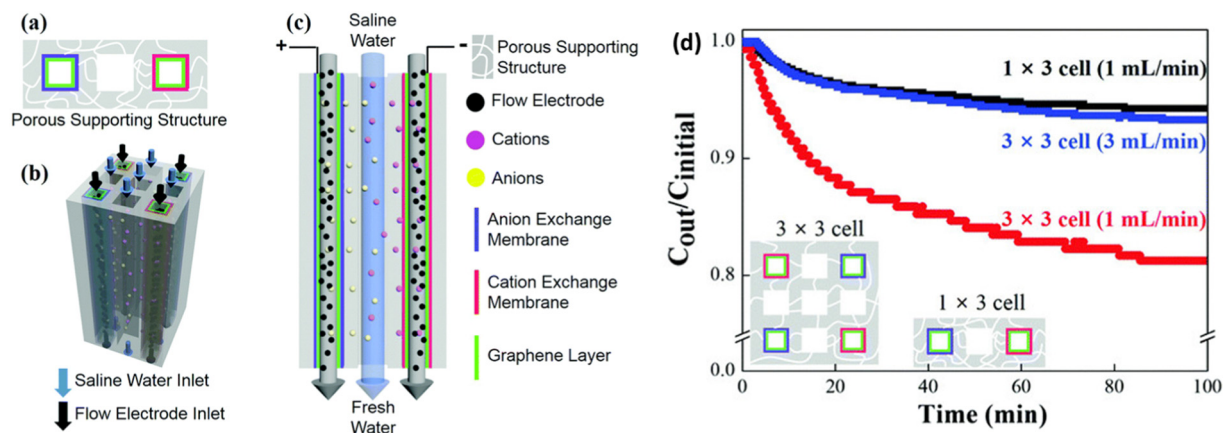 (a)
Porous Supporting Structure
(b)
Saline Water Inlet
Flow Electrode Inlet
(c)
Saline
Water
+
-
Fresh
Water
Porous Supporting
Structure
Flow Electrode
Cations
Anions
Anion Exchange
Membrane
Cation Exchange
Membrane
Graphene Layer
(d)
Cout/Cinitial
1.0
0.9
0.8
0.0
1 × 3 cell (1 mL/min)
3 × 3 cell (3 mL/min)
3 × 3 cell (1 mL/min)
3 × 3 cell
1 × 3 cell
0
20
40
60
80
100
Time (min)